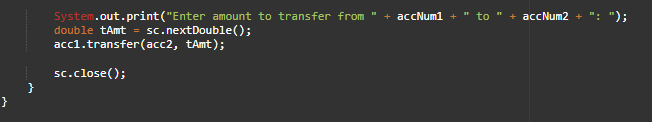 System.out.print("Enter amount to transfer from " + accNum1 + " to " + accNum2 + ": ");
double tAmt = sc.nextDouble();
acc1.transfer(acc2, tAmt);
sc.close();
}
}